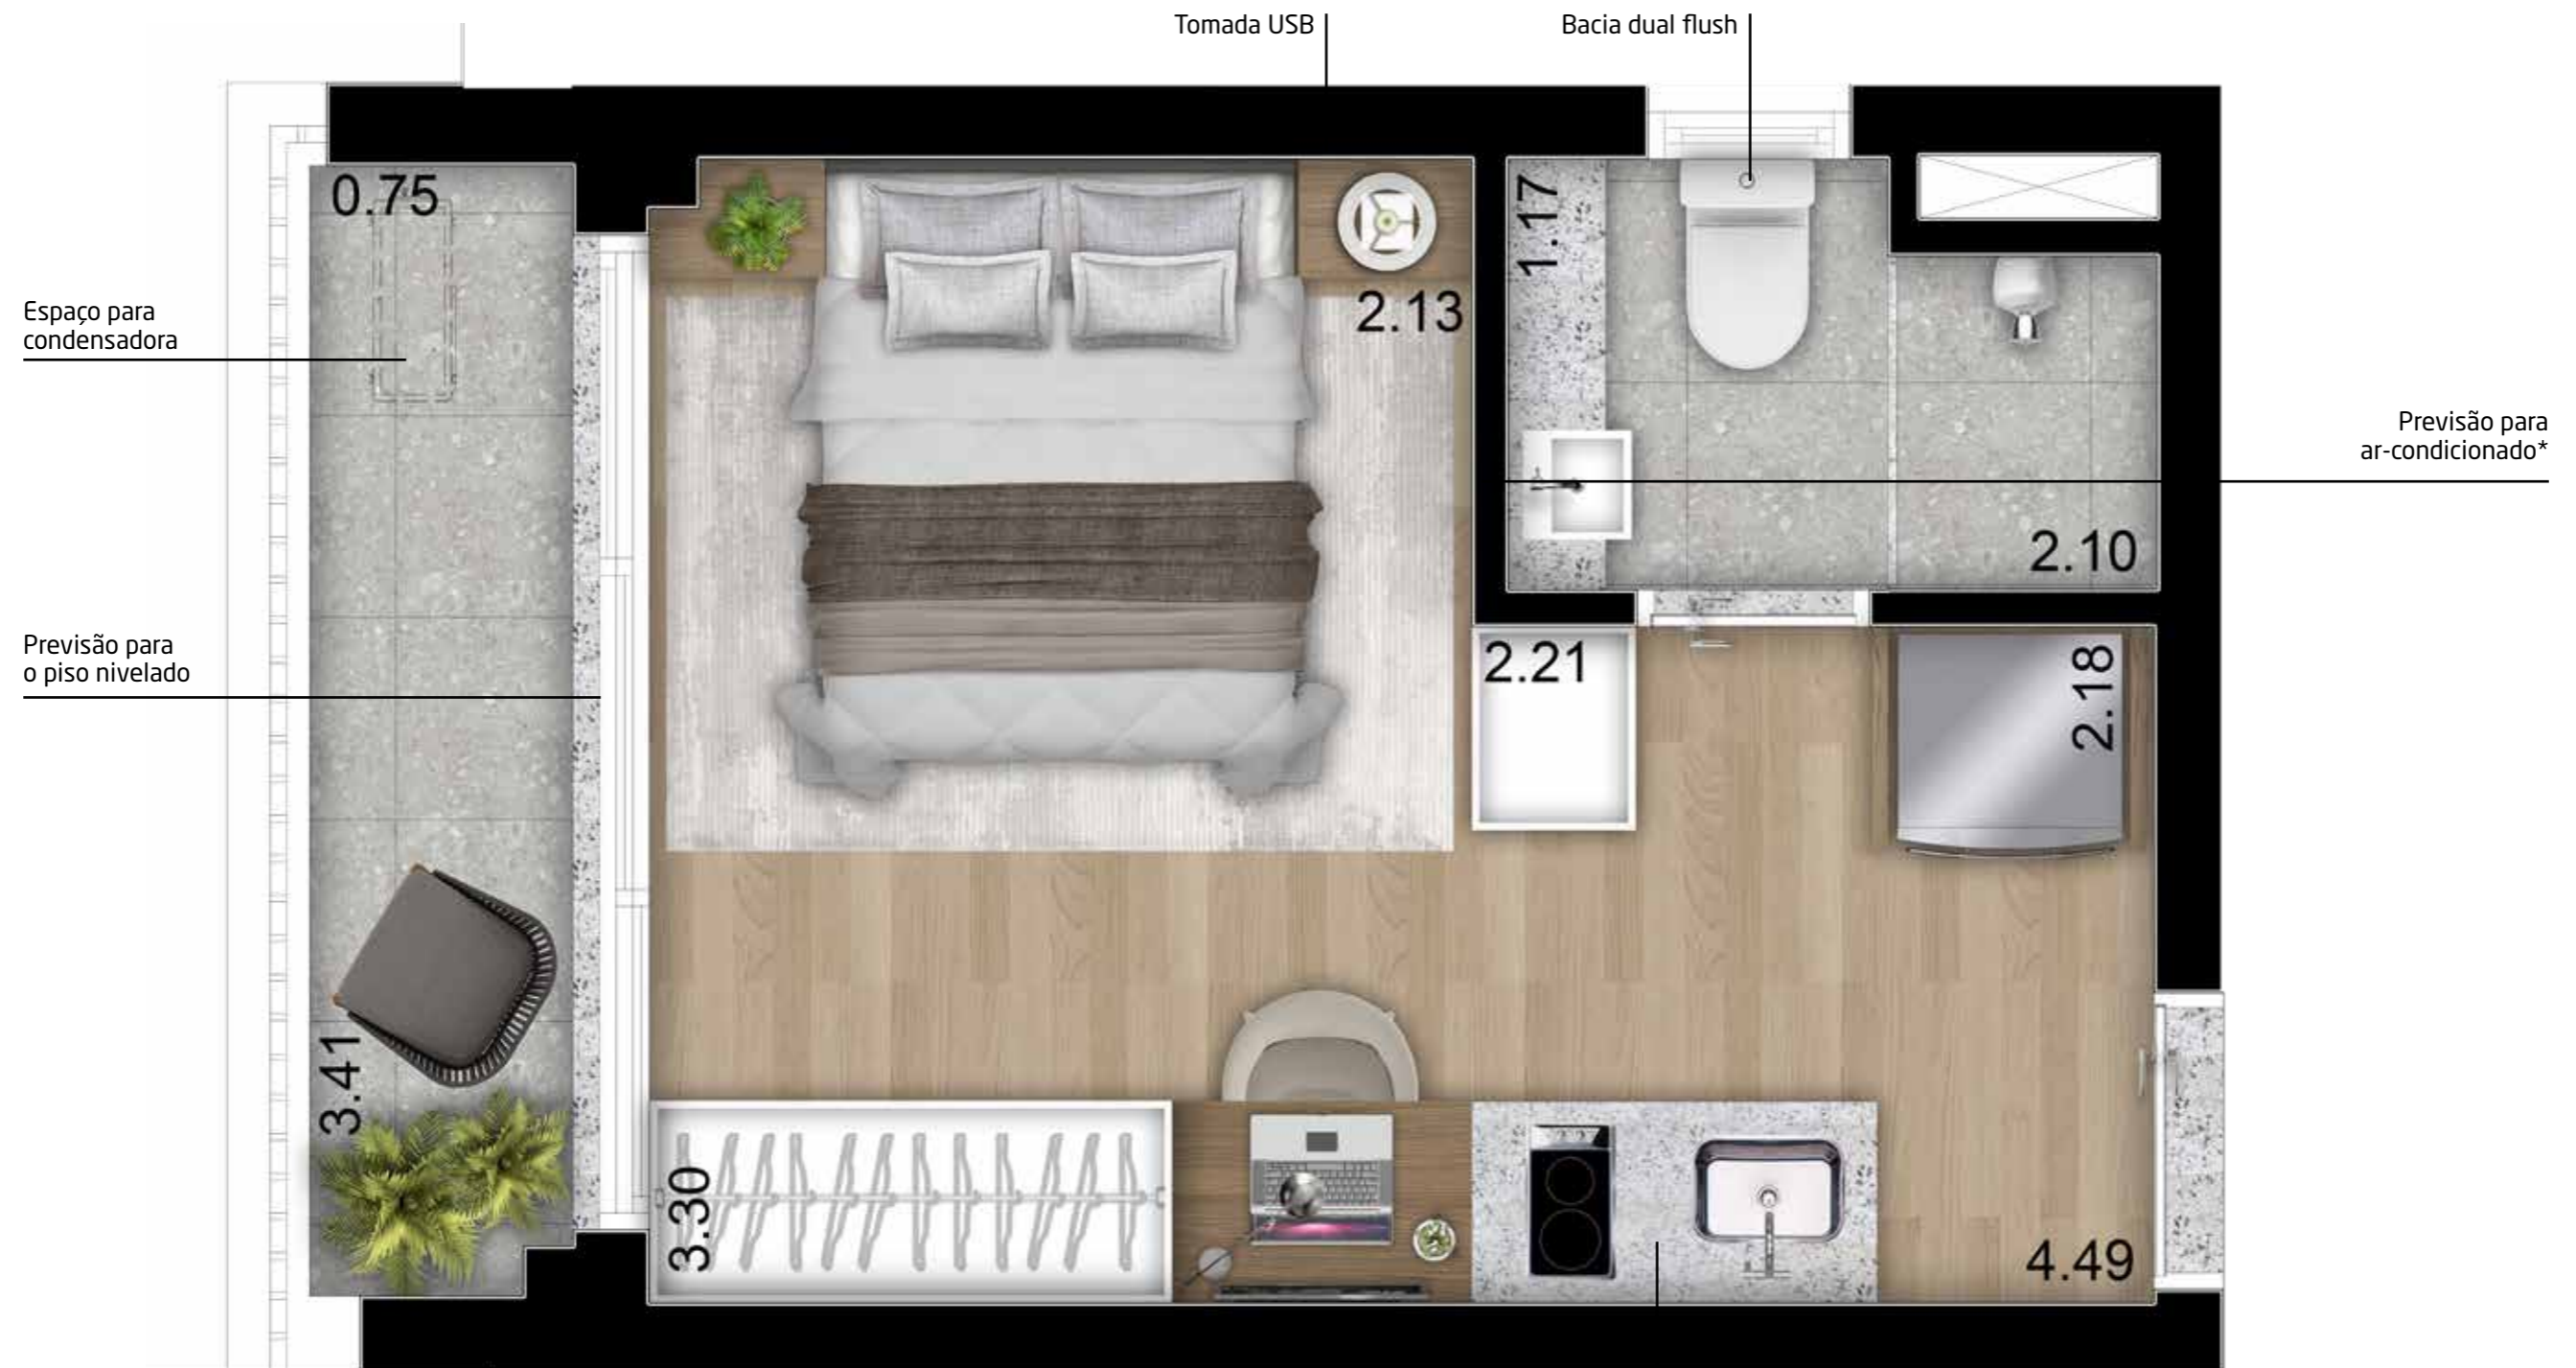 Tomada USB
Bacia dual flush
0.75
1.17
Espaço para
condensadora
2.13
Previsão para
ar-condicionado*
2.10
Previsão para
o piso nivelado
2.21
2.18
3.41
3.30
4.49